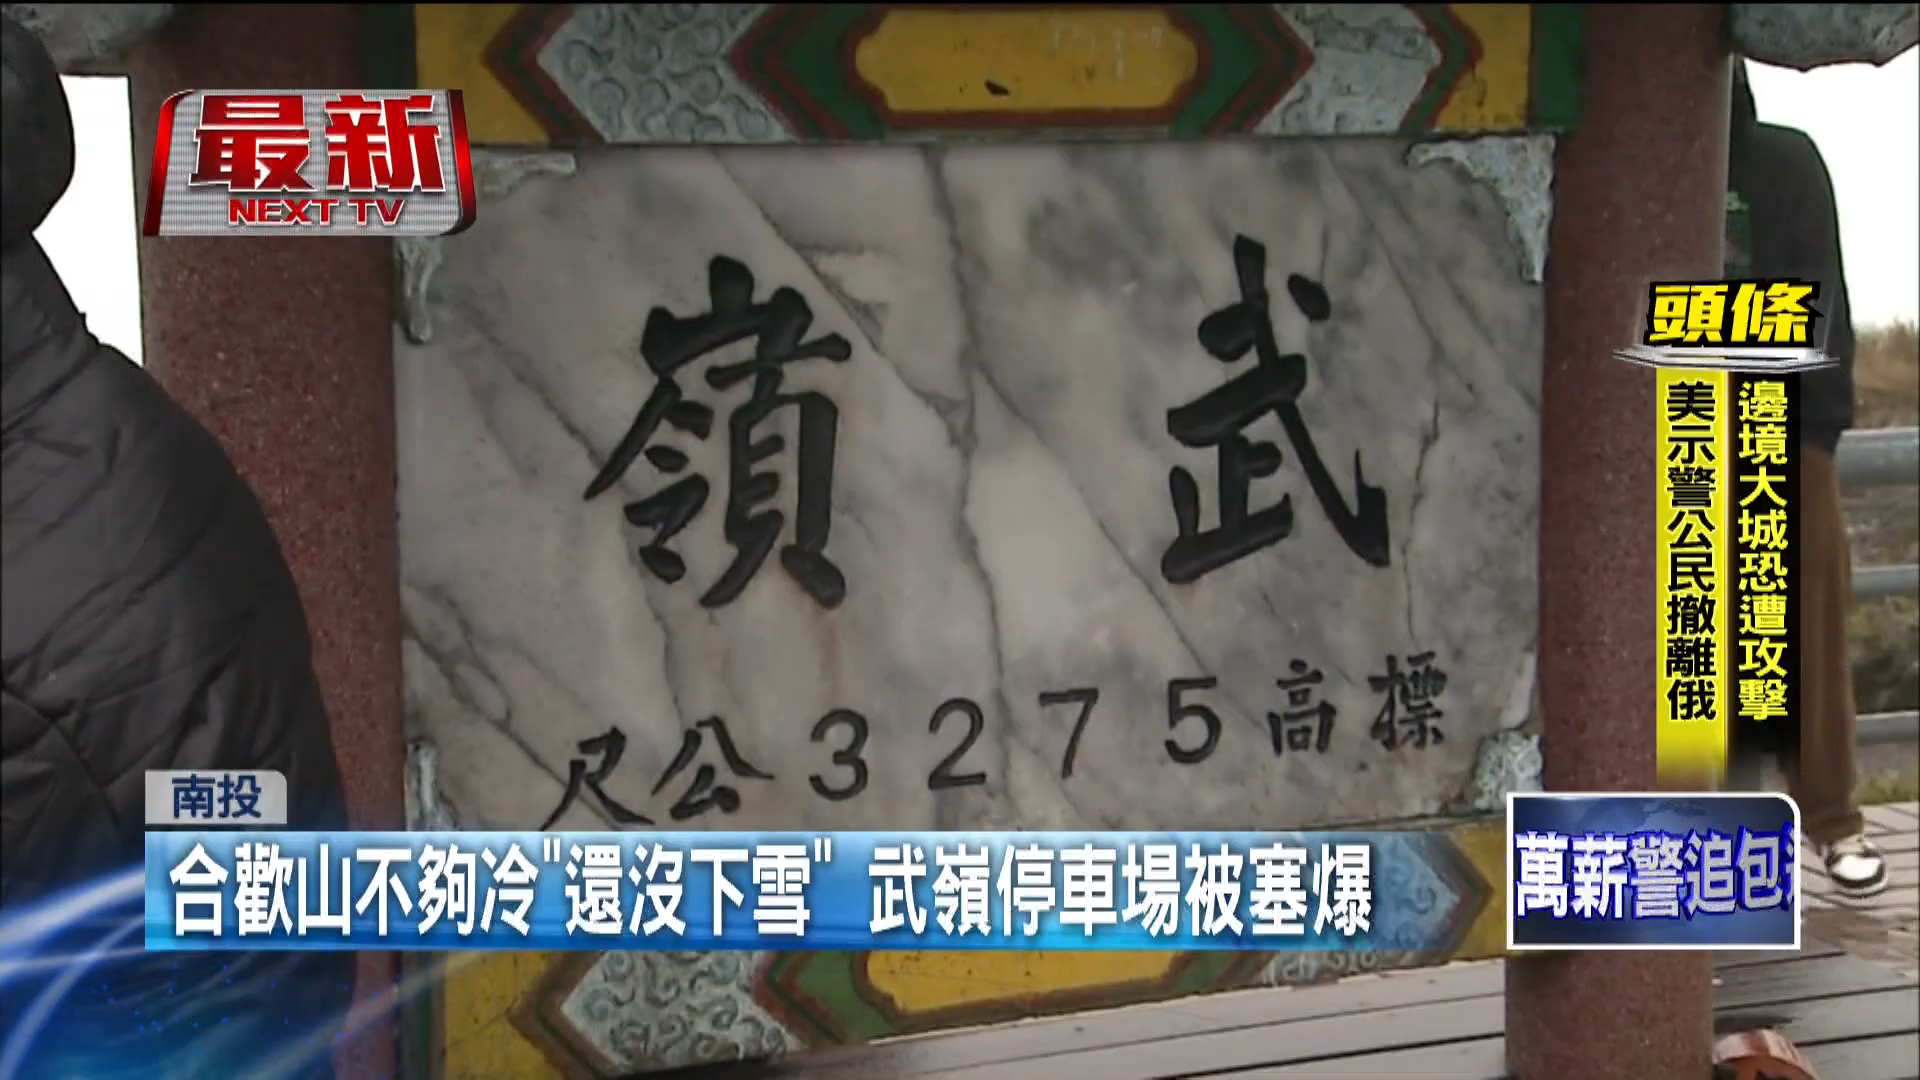 最新
NEXT TV
武嶺
標高3275公尺
頭條
邊境大城恐遭攻擊
美示警公民撤離俄
南投
合歡山不夠冷"還沒下雪" 武嶺停車場被塞爆
萬薪警追包